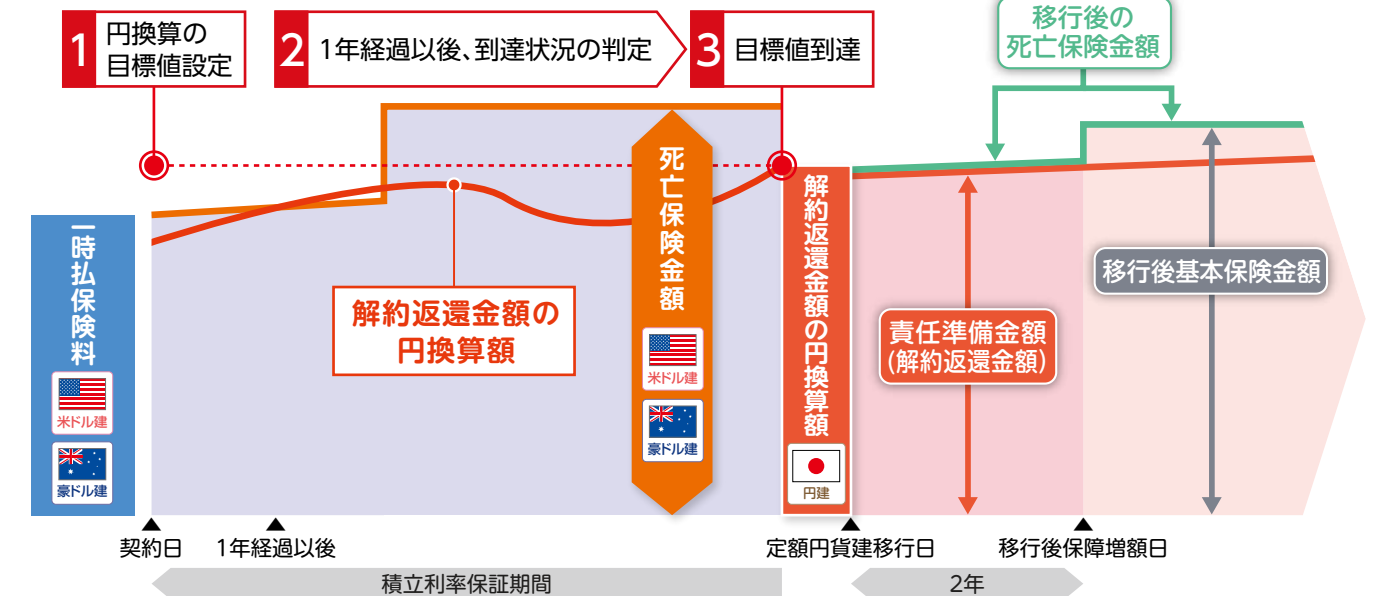 1 円換算の
目標値設定
2 1年経過以後、到達状況の判定
3 目標値到達
移行後の
死亡保険金額
一時払保険料
米ドル建
豪ドル建
解約返還金額の
円換算額
死亡保険金額
米ドル建
豪ドル建
解約返還金額の円換算額
円建
責任準備金額
(解約返還金額)
移行後基本保険金額
契約日
1年経過以後
定額円貨建移行日
移行後保障増額日
積立利率保証期間
2年